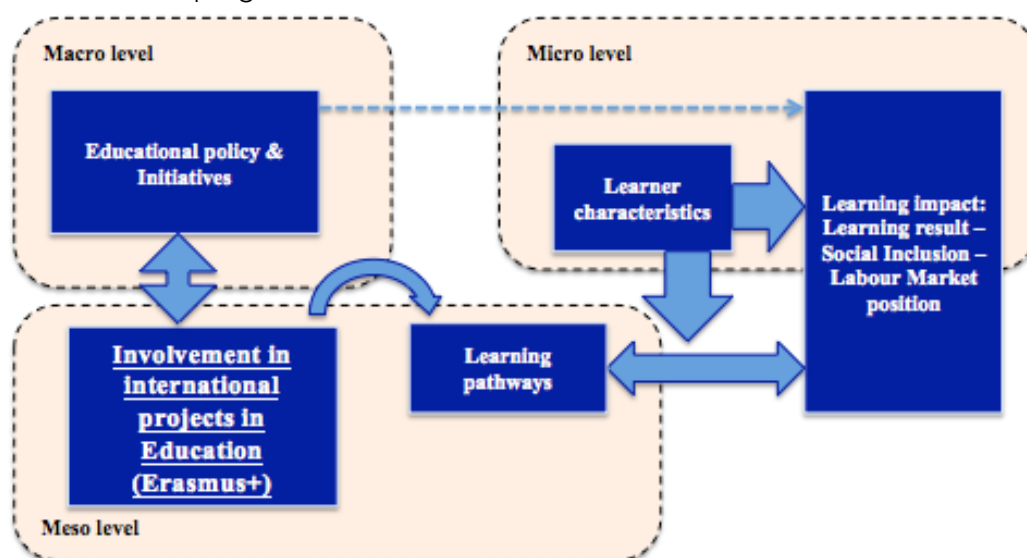 Macro level
Educational policy &
Initiatives
Micro level
Learner
characteristics
Learning impact:
Learning result –
Social Inclusion –
Labour Market
position
Involvement in
international
projects in
Education
(Erasmus+)
Learning
pathways
Meso level